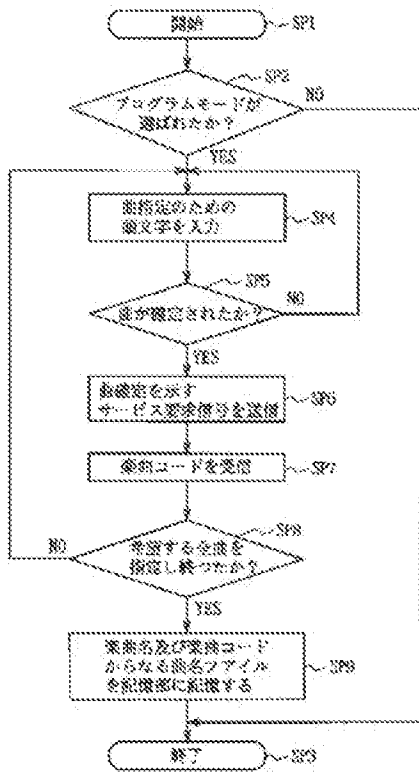 開始
SP1
SP2
プログラムモードが
選ばれたか?
NO
YES
曲指定のための
頭文字を入力
SP4
SP5
曲が確定されたか?
NO
YES
曲確定を示す
サービス要求信号を送信
SP6
コードを受信
SP7
SP8
希望する全曲を
指定し終ったか?
NO
YES
楽曲名及び楽曲コード
からなる曲名ファイル
を記憶部に記憶する
SP9
終了
SP3